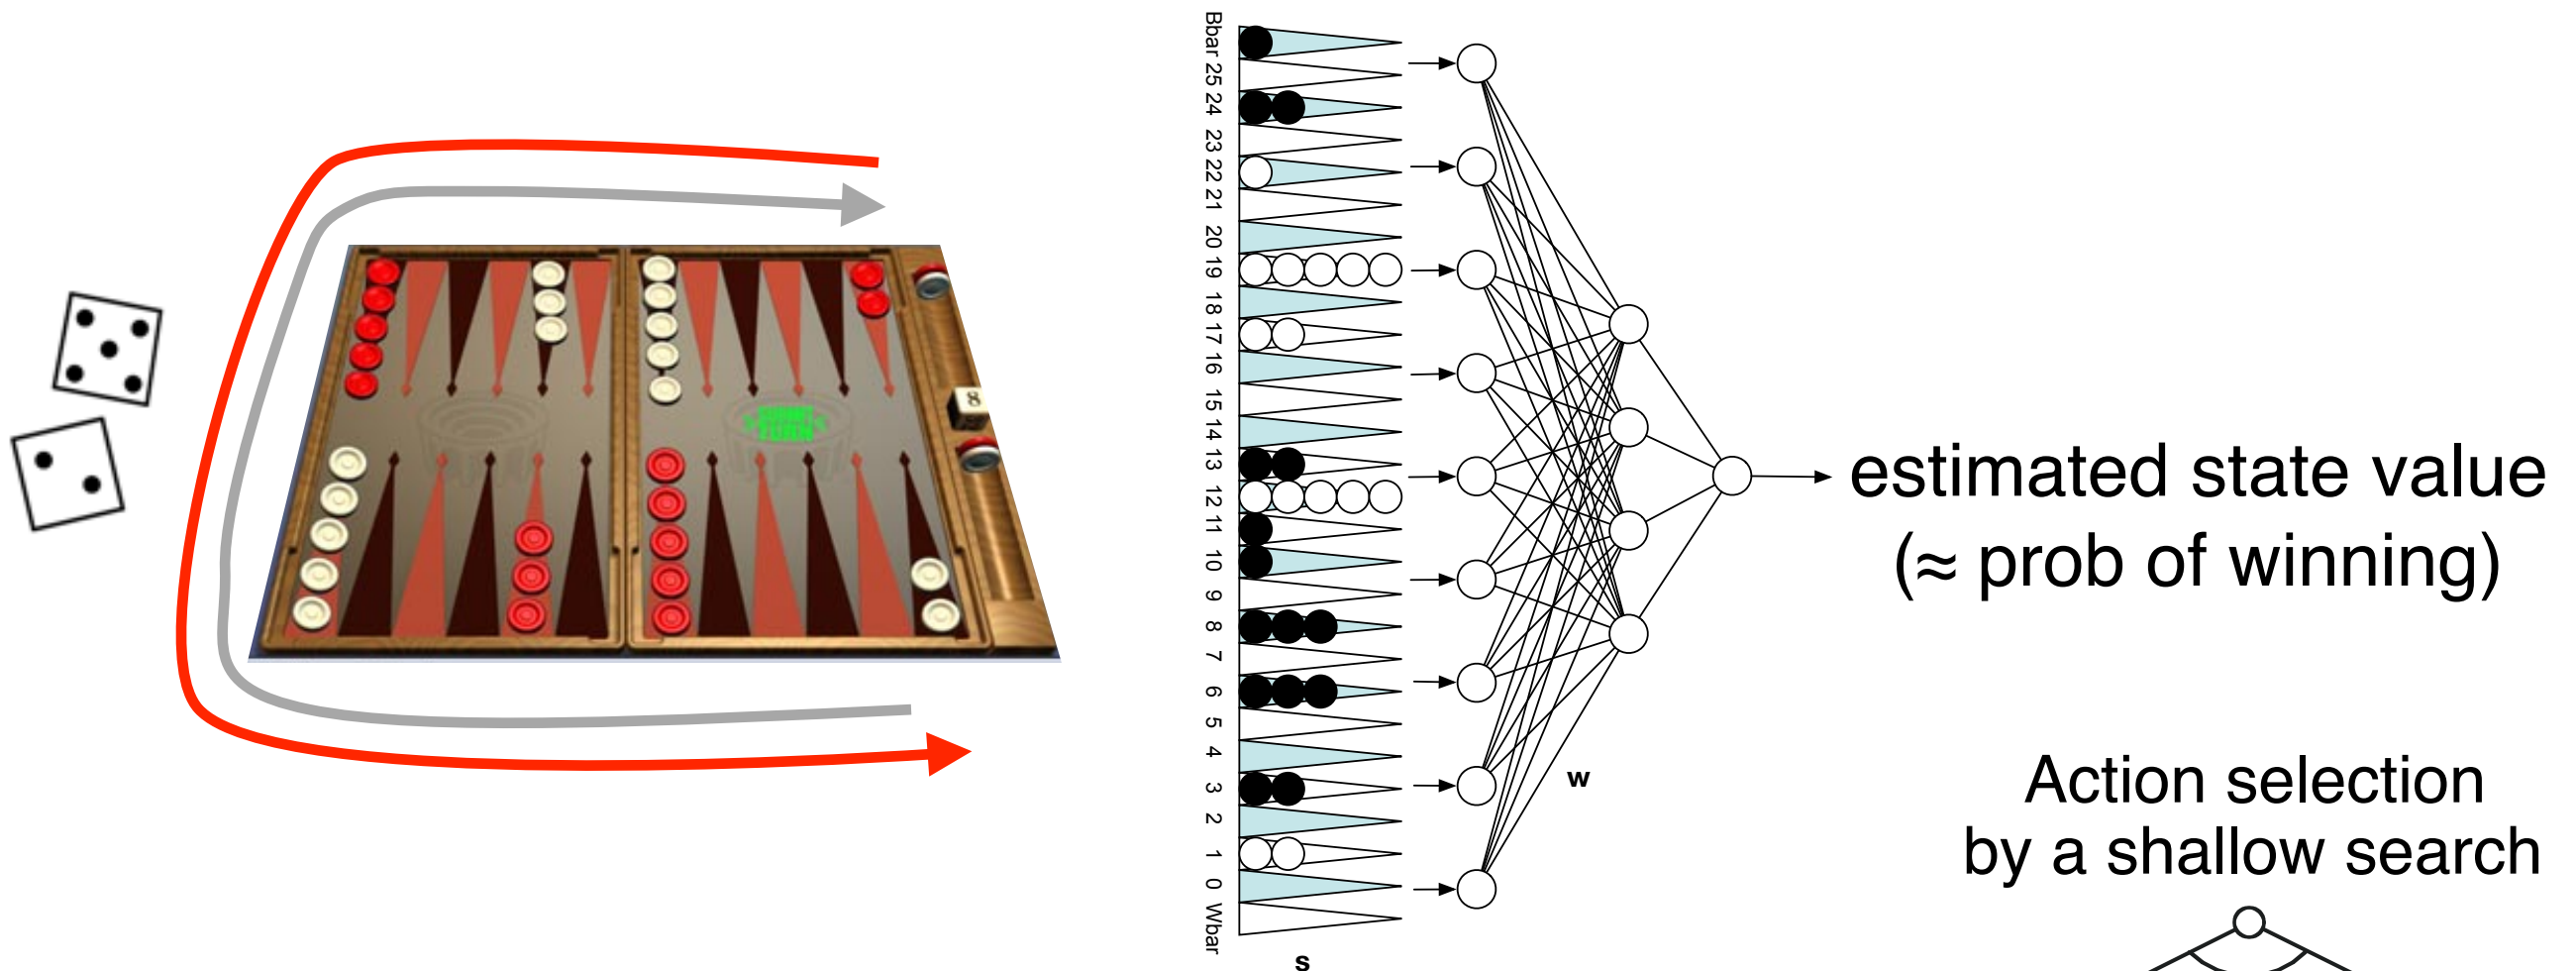 Bbar 25 24 23 22 21 20 19 18 17 16 15 14 13 12 11 10 9 8 7 6 5 4 3 2 1 0 Wbar
s
w
TURN
estimated state value
(≈ prob of winning)
Action selection
by a shallow search